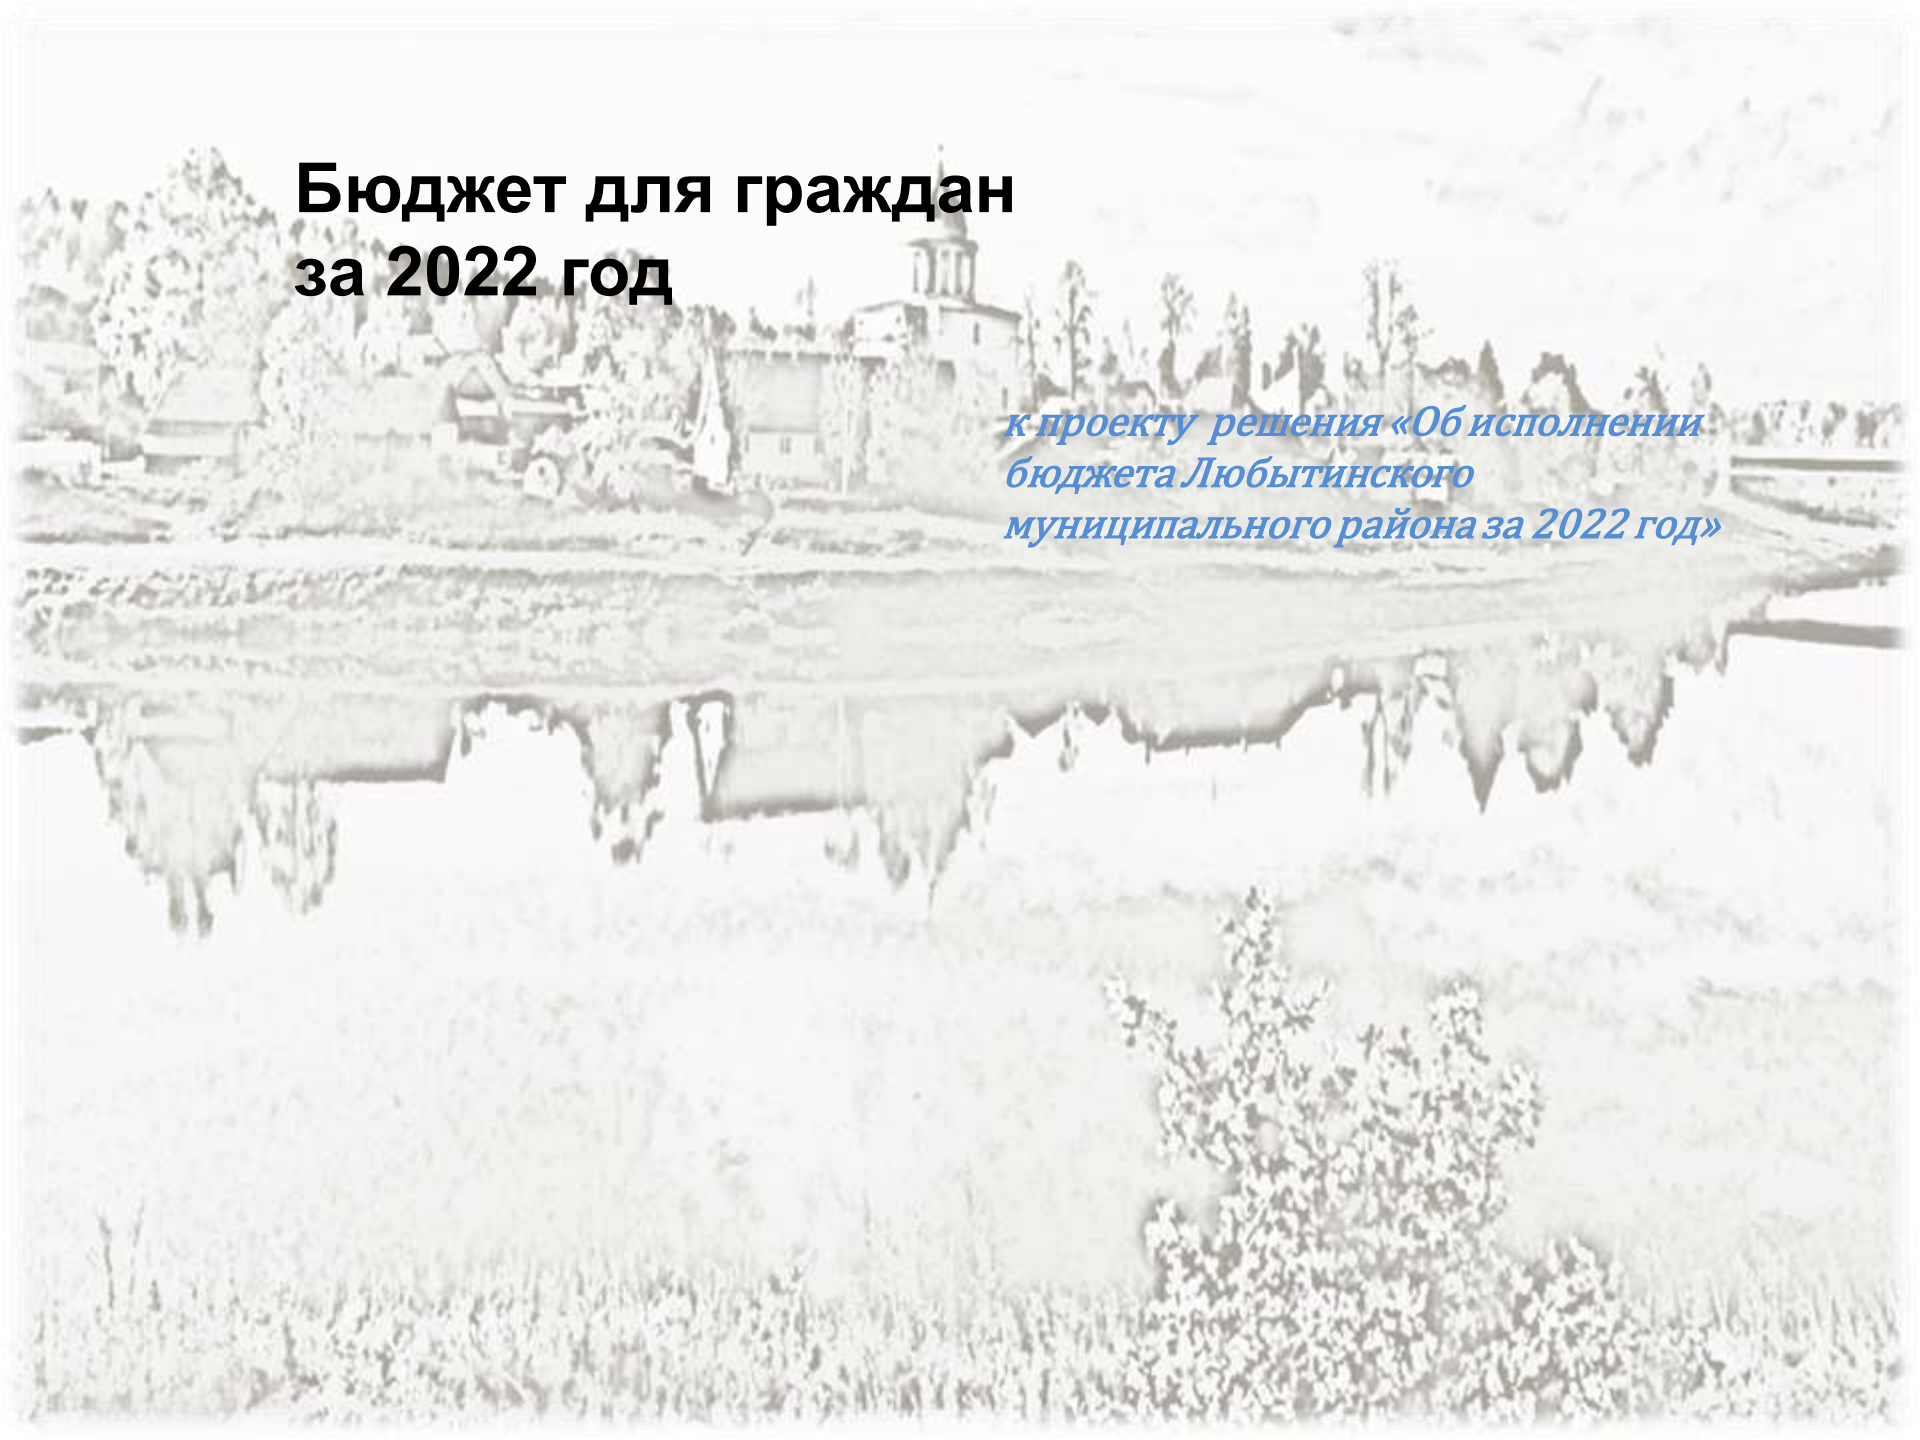 Бюджет для граждан
за 2022 год
к проекту решения «Об исполнении
бюджета Любытинского
муниципального района за 2022 год»